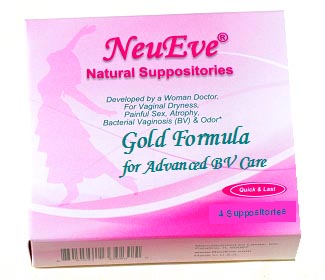 NeuEve®
Natural Suppositories
Developed by a Woman Doctor.
For Vaginal Dryness,
Painful Sex, Atrophy,
Bacterial Vaginosis (BV) & Odor*
Gold Formula
for Advanced BV Care
Quick & Last
4 Suppositories